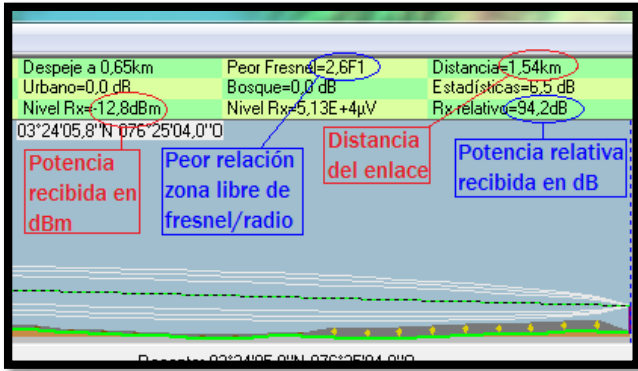 Despeje a 0,65km Peor Fresnel=2,6F1 Distancia=1,54km
Urbano=0,0 dB Bosque=0,0 dB Estadísticas=6,5 dB
Nivel Rx=-12,8dBm Nivel Rx=5,13E+4µV Rx relativo=94,2dB
03°24'05,8"N 076°25'04,0"O
Potencia
recibida en
dBm
Peor relación
zona libre de
fresnel/radio
Distancia
del enlace
Potencia relativa
recibida en dB